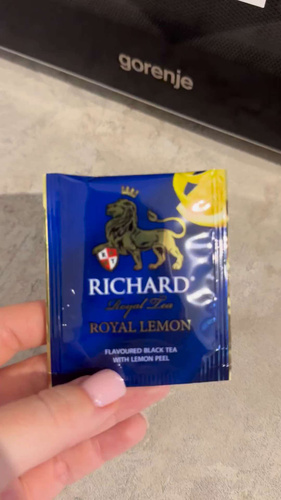 gorenje
RICHARD®
Royal Tea
ROYAL LEMON
FLAVOURED BLACK TEA
WITH LEMON PEEL